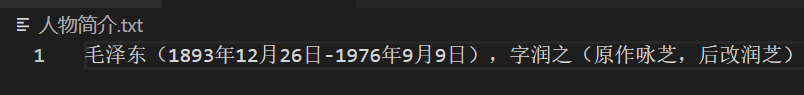 人物简介.txt
1 毛泽东（1893年12月26日-1976年9月9日），字润之（原作咏芝，后改润芝）